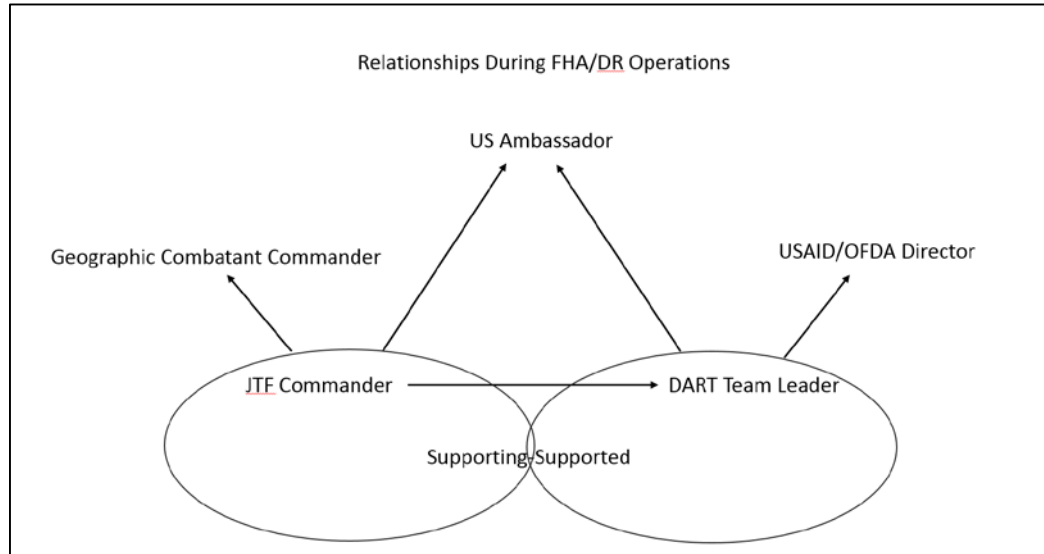 Relationships During FHA/DR Operations
US Ambassador
Geographic Combatant Commander
USAID/OFDA Director
JTF Commander
DART Team Leader
Supporting-Supported